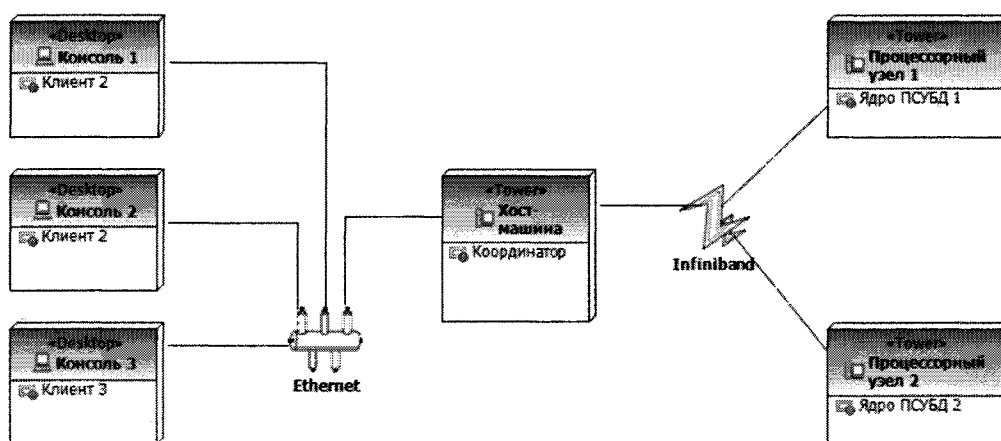 «Desktop»
Консоль 1
Клиент 2
«Desktop»
Консоль 2
Клиент 2
«Desktop»
Консоль 3
Клиент 3
Ethernet
«Tower»
Хост-
машина
Координатор
Infiniband
«Tower»
Процессорный
узел 1
Ядро ПСУБД 1
«Tower»
Процессорный
узел 2
Ядро ПСУБД 2